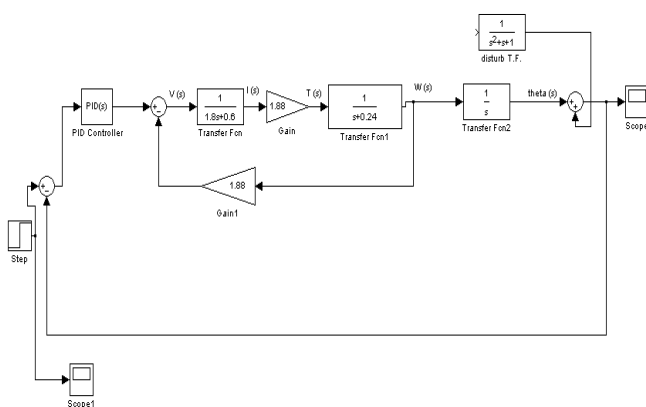 1
s²+s+1
disturb T.F.
PID(s)
PID Controller
V (s)
1
1.8s+0.6
Transfer Fcn
I (s)
1.88
Gain
T (s)
1
s+0.24
Transfer Fcn1
W (s)
1
s
Transfer Fcn2
theta (s)
Scope
1.88
Gain1
Step
Scope1